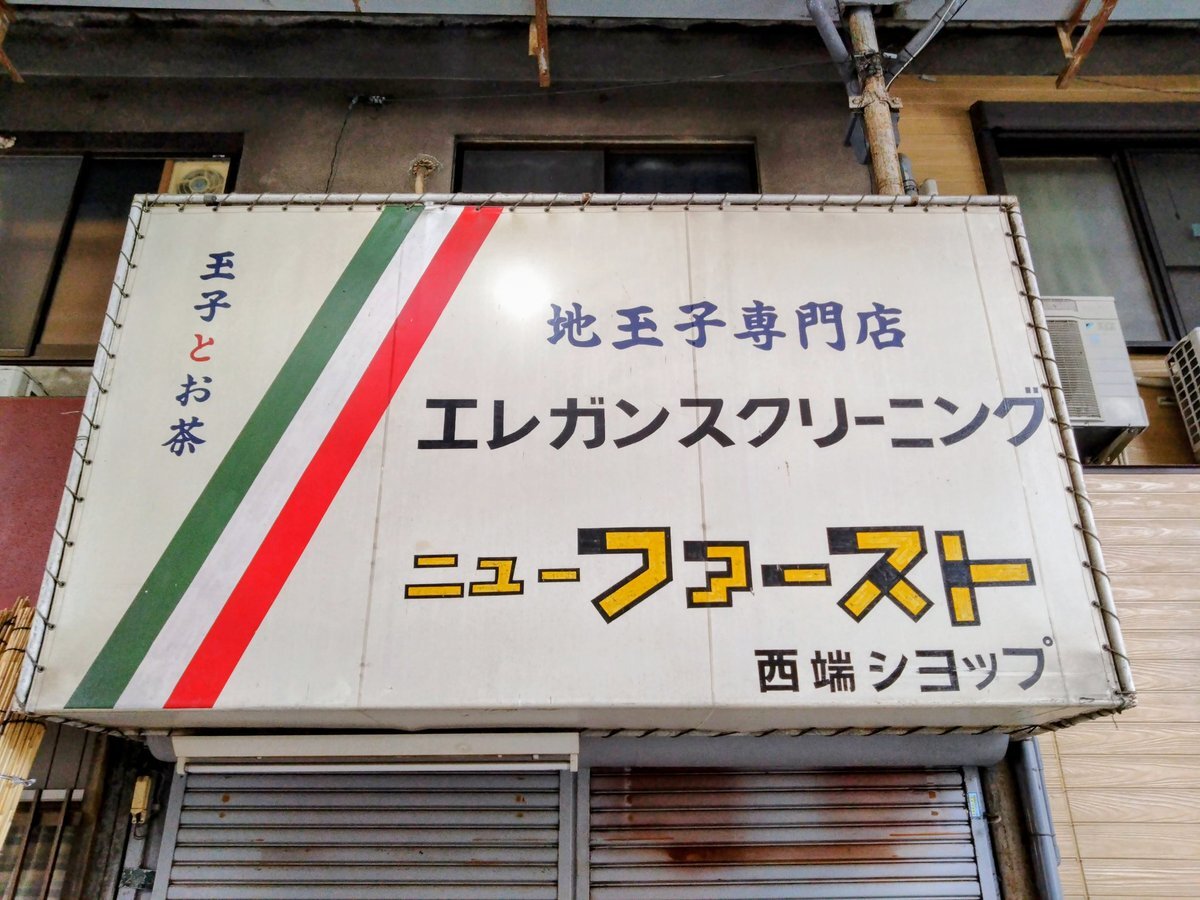 王子とお茶
地玉子専門店
エレガンスクリーニング
ニューファースト
西端ショップ